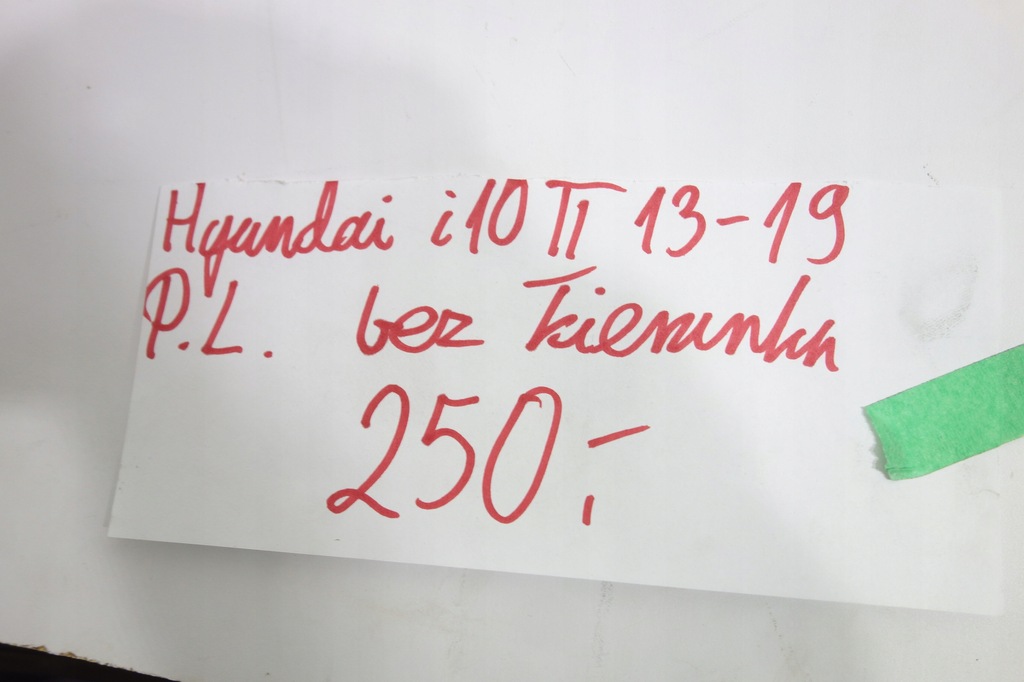 Hyundai i10 II 13-19
P.L. bez kierunku
250,-